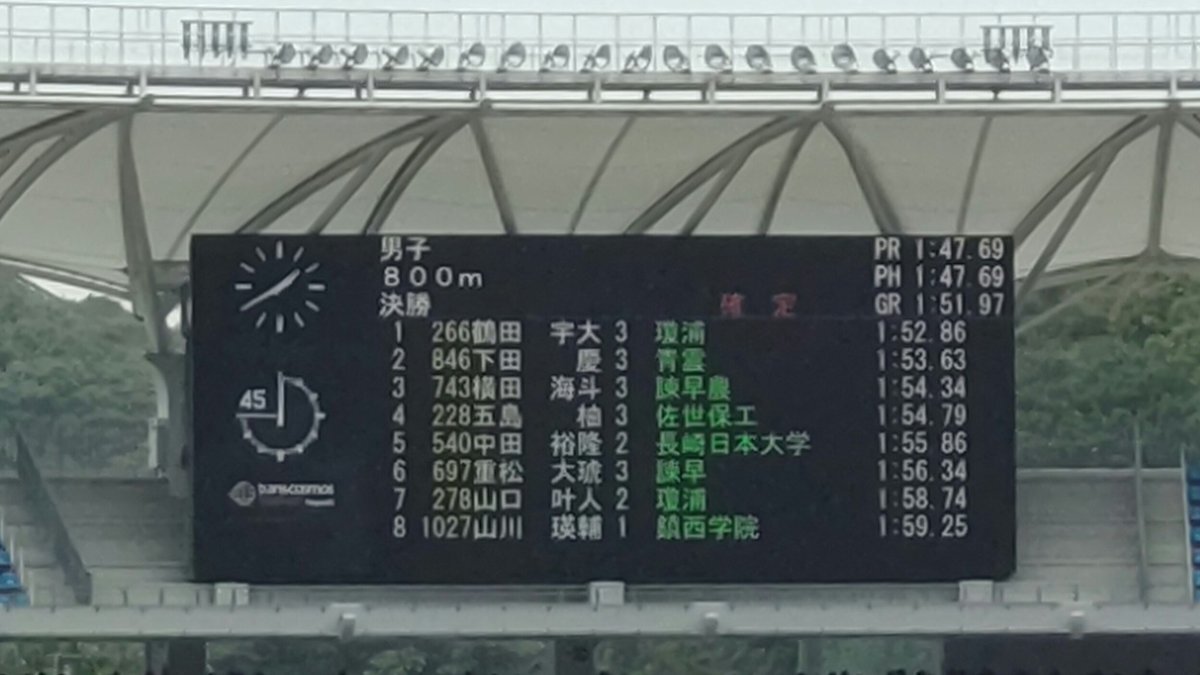 男子 PR 1:47.69
800m PH 1:47.69
決勝 確定 GR 1:51.97
1 266 鶴田 宇大 3 瓊浦 1:52.86
2 846 下田 慶 3 青雲 1:53.63
3 743 横田 海斗 3 諫早農 1:54.34
4 228 五島 柚 3 佐世保工 1:54.79
5 540 中田 裕隆 2 長崎日本大学 1:55.86
6 697 重松 大琥 3 諫早 1:56.34
7 278 山口 叶人 2 瓊浦 1:58.74
8 1027 山川 瑛輔 1 鎮西学院 1:59.25
45
transcosmos